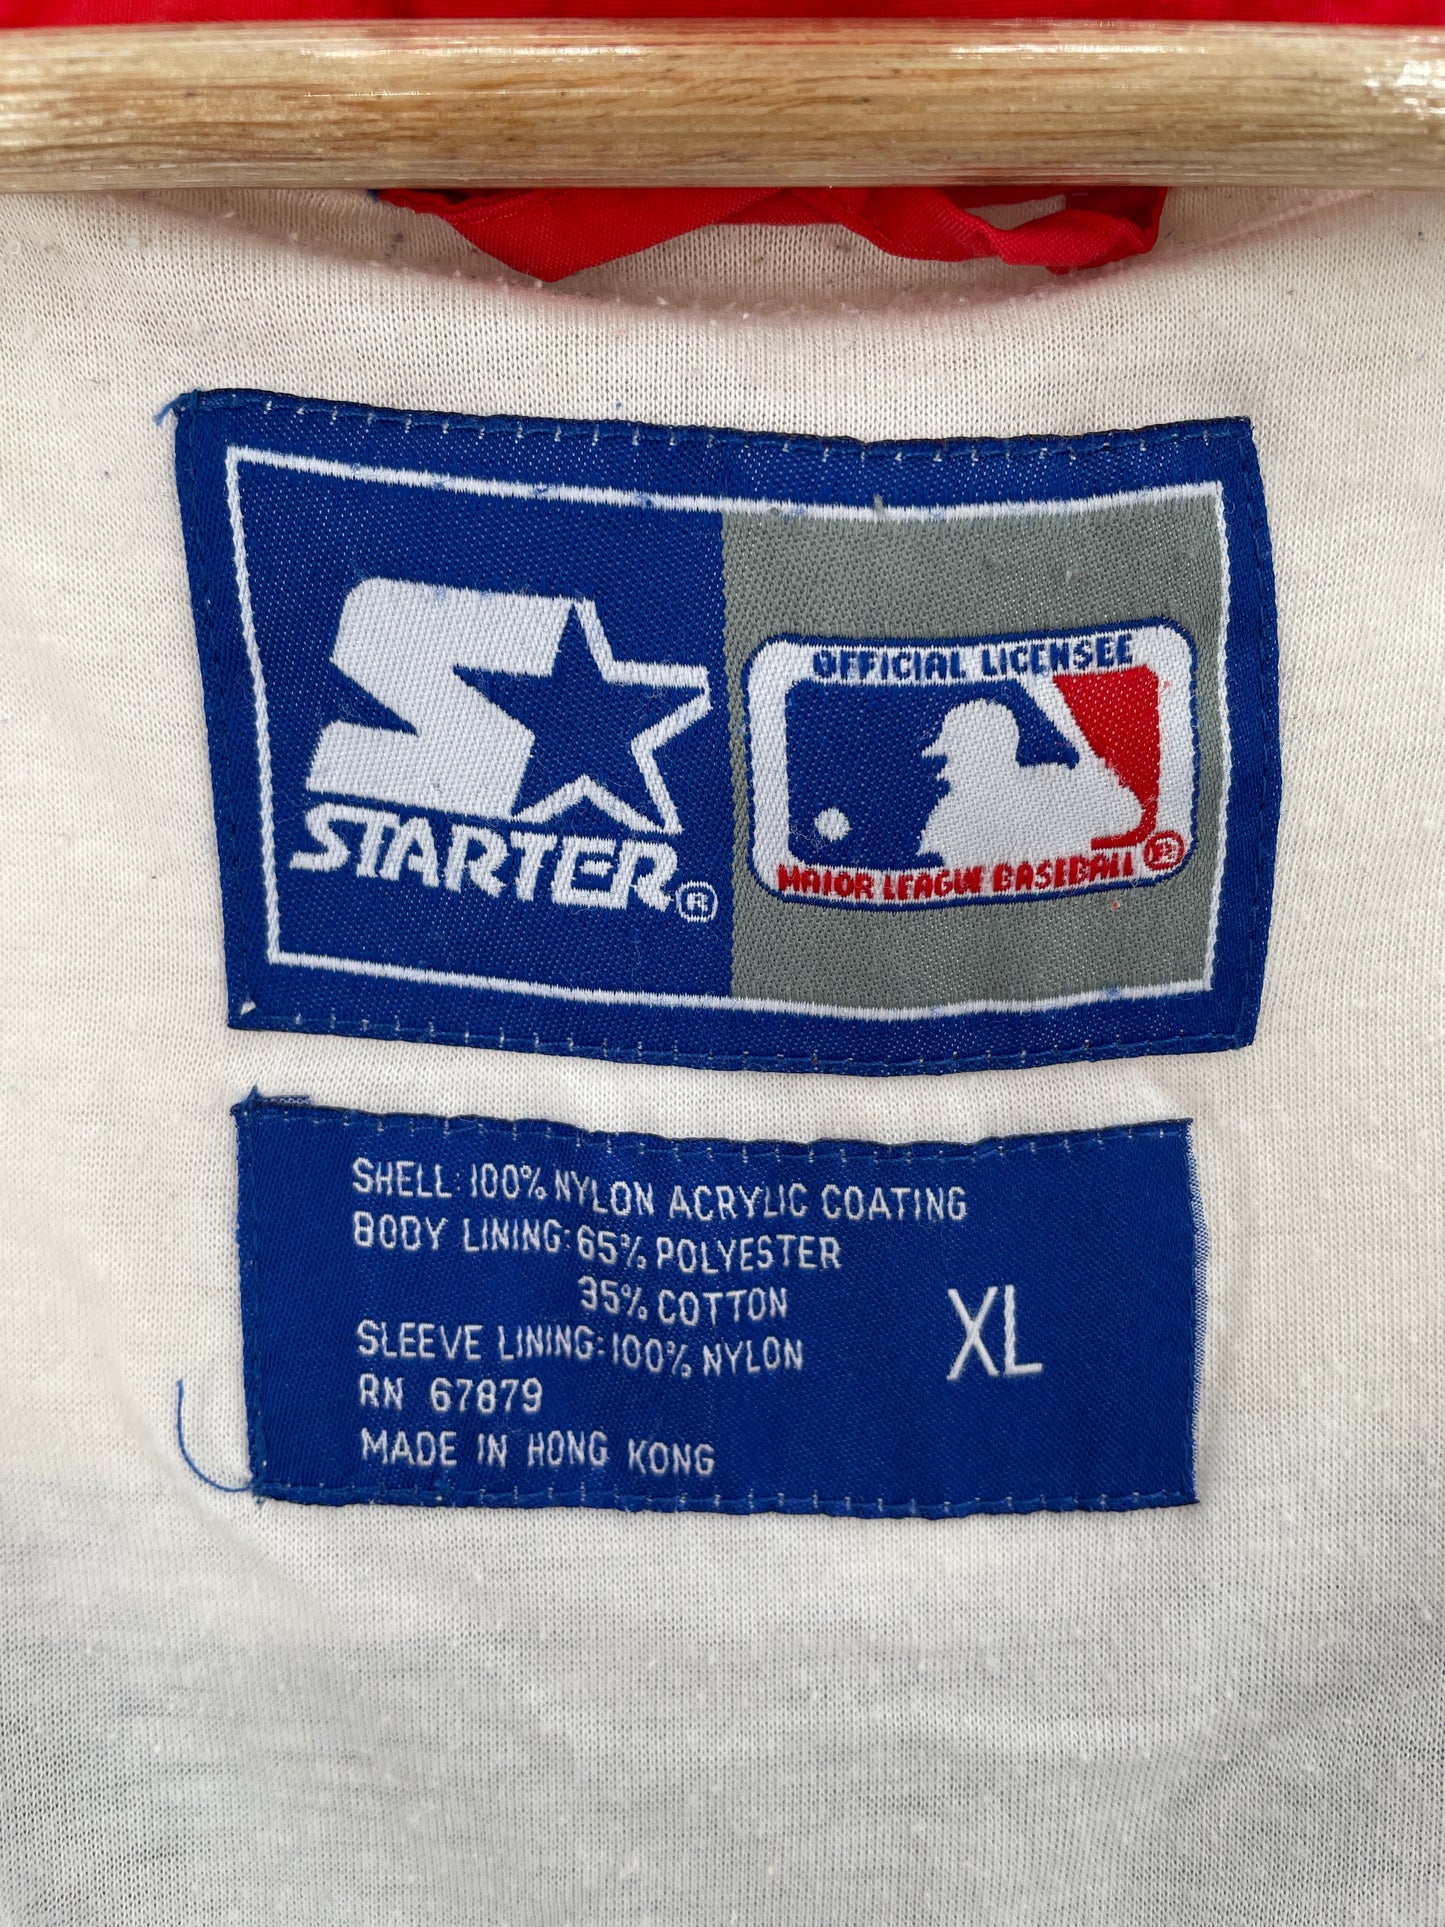 STARTER®
OFFICIAL LICENSEE
MAJOR LEAGUE BASEBALL ®
SHELL: 100% NYLON ACRYLIC COATING
BODY LINING: 65% POLYESTER
35% COTTON
SLEEVE LINING: 100% NYLON
RN 67879
MADE IN HONG KONG
XL